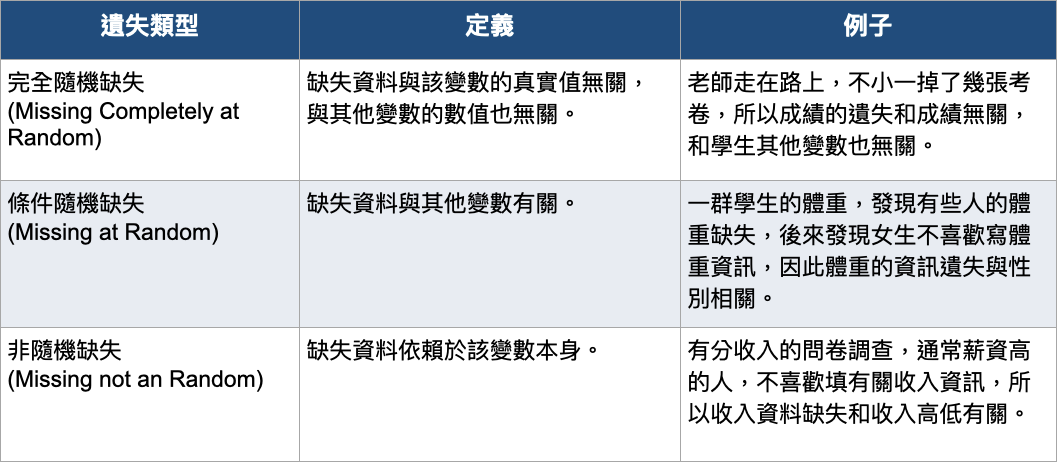 遺失類型
定義
例子
完全隨機缺失
(Missing Completely at
Random)
缺失資料與該變數的真實值無關，
與其他變數的數值也無關。
老師走在路上，不小一掉了幾張考
卷，所以成績的遺失和成績無關，
和學生其他變數也無關。
條件隨機缺失
(Missing at Random)
缺失資料與其他變數有關。
一群學生的體重，發現有些人的體
重缺失，後來發現女生不喜歡寫體
重資訊，因此體重的資訊遺失與性
別相關。
非隨機缺失
(Missing not an Random)
缺失資料依賴於該變數本身。
有分收入的問卷調查，通常薪資高
的人，不喜歡填有關收入資訊，所
以收入資料缺失和收入高低有關。